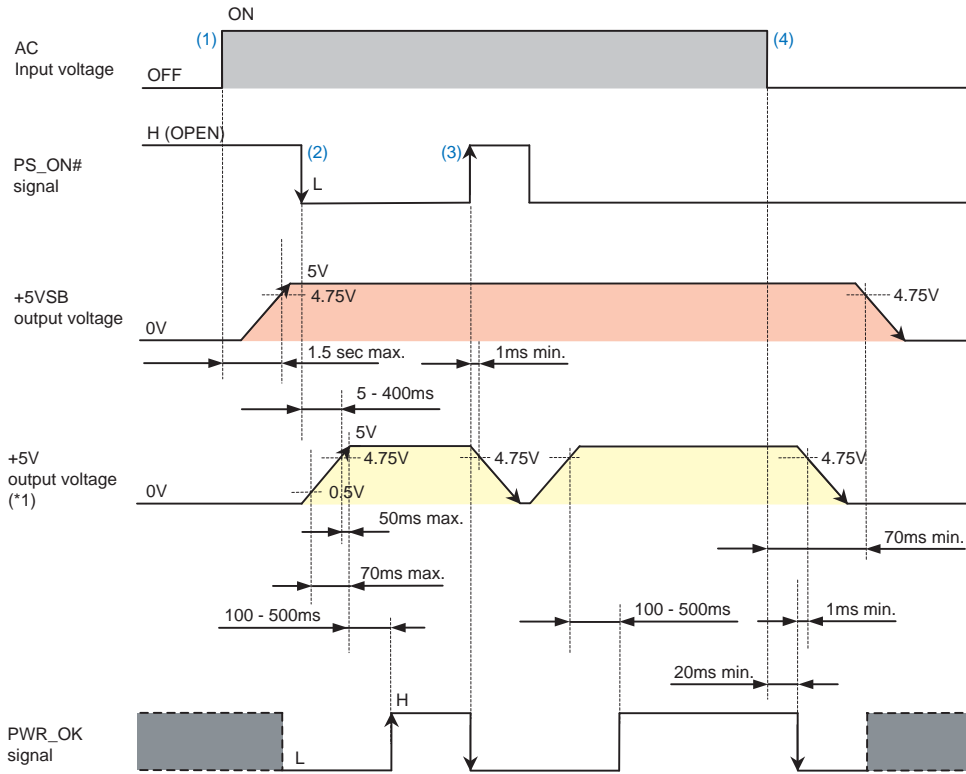 ON
(1)
(4)
AC
Input voltage
OFF
H (OPEN)
(2)
(3)
PS_ON#
signal
L
5V
4.75V
4.75V
+5VSB
output voltage
0V
1.5 sec max.
1ms min.
5 - 400ms
5V
4.75V
4.75V
4.75V
+5V
output voltage
(*1)
0V
0.5V
50ms max.
70ms min.
70ms max.
100 - 500ms
100 - 500ms
1ms min.
20ms min.
H
PWR_OK
signal
L